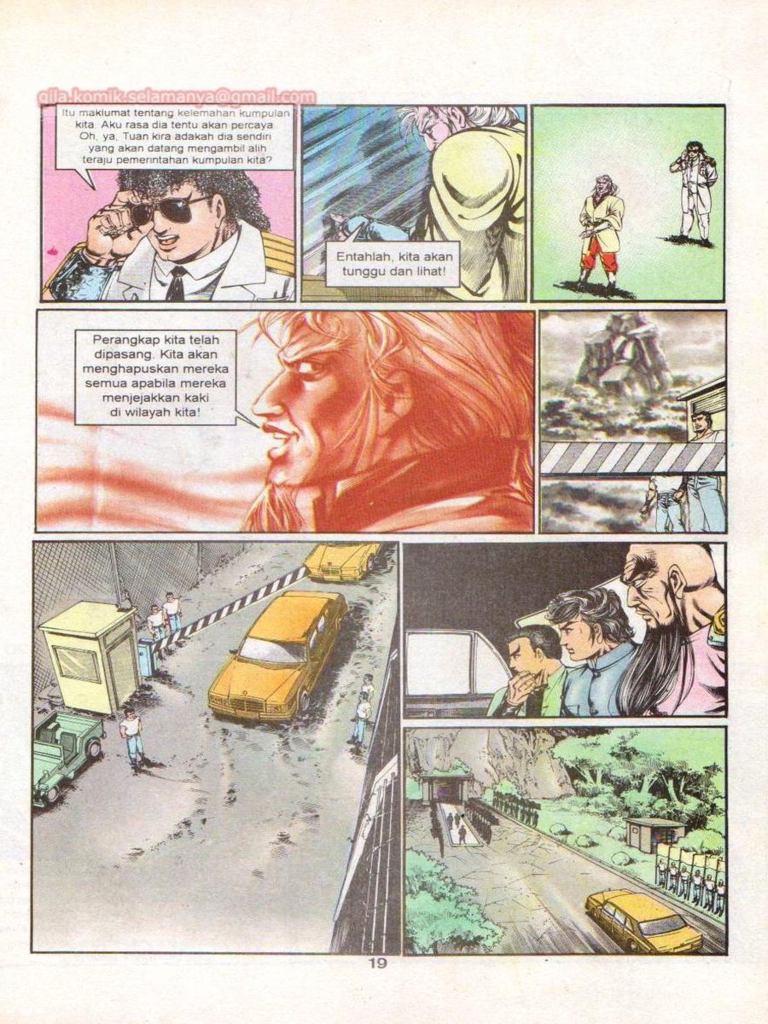 gila.komik.selamanya@gmail.com
Itu maklumat tentang kelemahan kumpulan
kita. Aku rasa dia tentu akan percaya.
Oh, ya, Tuan kira adakah dia sendiri
yang akan datang mengambil alih
teraju pemerintahan kumpulan kita?
Entahlah, kita akan
tunggu dan lihat!
Perangkap kita telah
dipasang. Kita akan
menghapuskan mereka
semua apabila mereka
menjejakkan kaki
di wilayah kita!
19